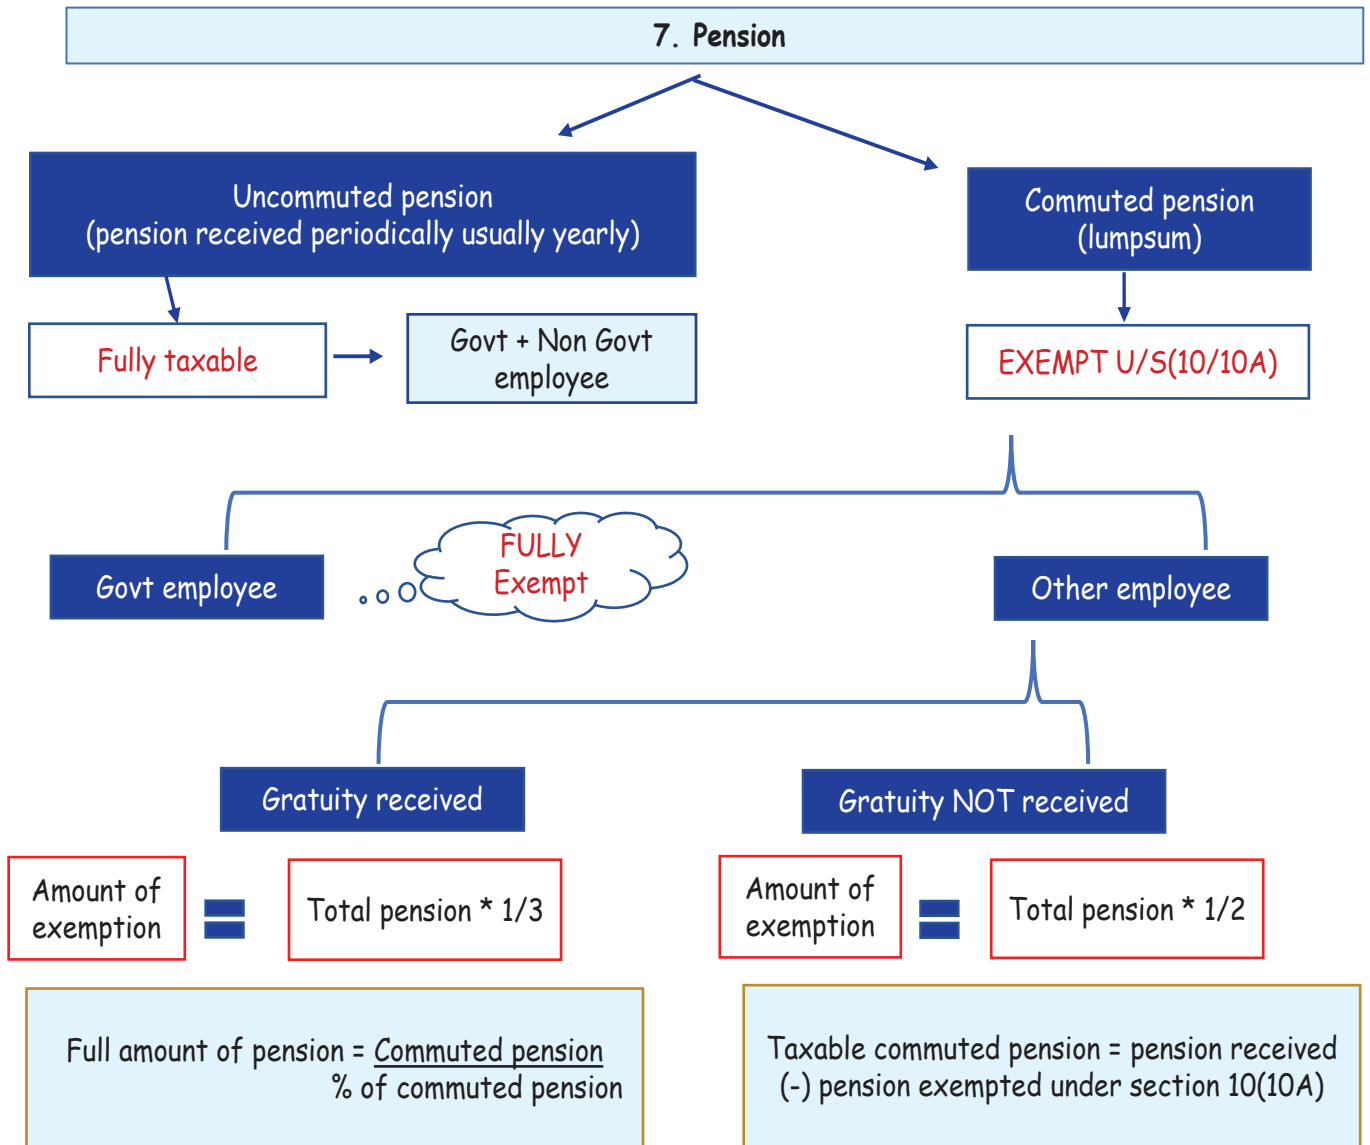 7. Pension
Uncommuted pension
(pension received periodically usually yearly)
Commuted pension
(lumpsum)
Fully taxable
Govt + Non Govt
employee
EXEMPT U/S(10/10A)
Govt employee
FULLY
Exempt
Other employee
Gratuity received
Gratuity NOT received
Amount of
exemption
=
Total pension * 1/3
Amount of
exemption
=
Total pension * 1/2
Full amount of pension = Commuted pension
% of commuted pension
Taxable commuted pension = pension received
(-) pension exempted under section 10(10A)